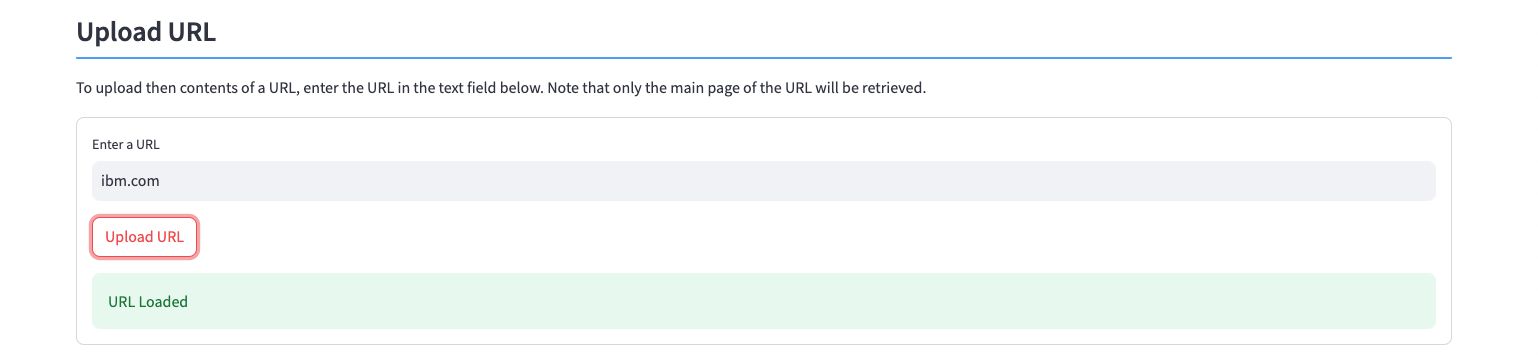 Upload URL
To upload then contents of a URL, enter the URL in the text field below. Note that only the main page of the URL will be retrieved.
Enter a URL
ibm.com
Upload URL
URL Loaded